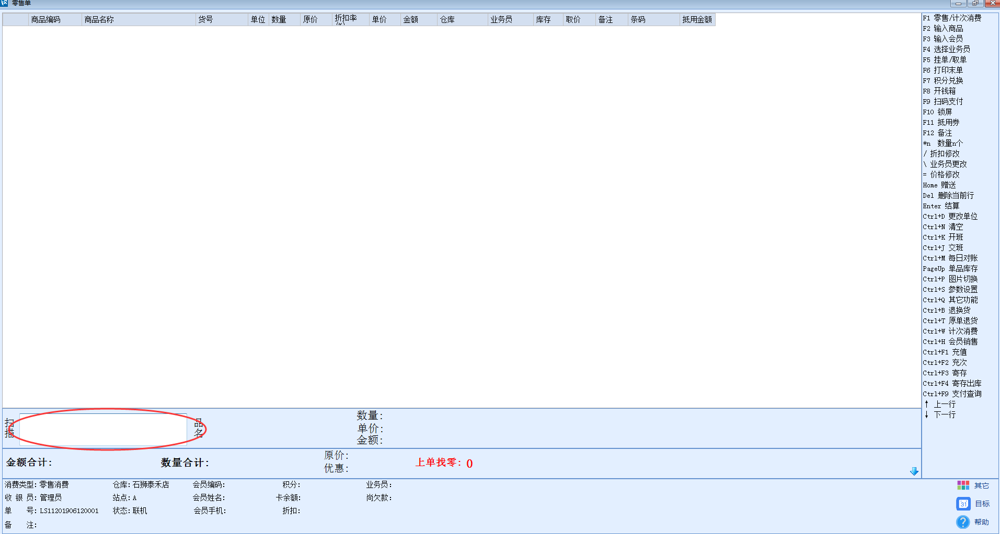 零售单
商品编码 商品名称 货号 单位 数量 原价 折扣率(%) 单价 金额 仓库 业务员 库存 取价 备注 条码 抵用金额
F1 零售/计次消费
F2 输入商品
F3 输入会员
F4 选择业务员
F5 挂单/取单
F6 打印末单
F7 积分兑换
F8 开钱箱
F9 扫码支付
F10 锁屏
F11 抵用券
F12 备注
*n 数量n个
/ 折扣修改
\ 业务员更改
= 价格修改
Home 赠送
Del 删除当前行
Enter 结算
Ctrl+D 更改单位
Ctrl+N 清空
Ctrl+K 开班
Ctrl+J 交班
Ctrl+M 每日对账
PageUp 单品库存
Ctrl+P 图片切换
Ctrl+S 参数设置
Ctrl+Q 其它功能
Ctrl+B 退换货
Ctrl+T 原单退货
Ctrl+W 计次消费
Ctrl+H 会员销售
Ctrl+F1 充值
Ctrl+F2 充次
Ctrl+F3 寄存
Ctrl+F4 寄存出库
Ctrl+F9 支付查询
↑ 上一行
↓ 下一行
扫描 品名
数量:
单价:
金额:
金额合计: 数量合计:
原价:
优惠:
上单找零: 0
消费类型: 零售消费 仓库: 石狮泰禾店 会员编码: 积分: 业务员:
收 银 员: 管理员 站点: A 会员姓名: 卡余额: 尚欠款:
单 号: LS11201906120001 状态: 联机 会员手机: 折扣:
备 注:
其它
31 目标
? 帮助